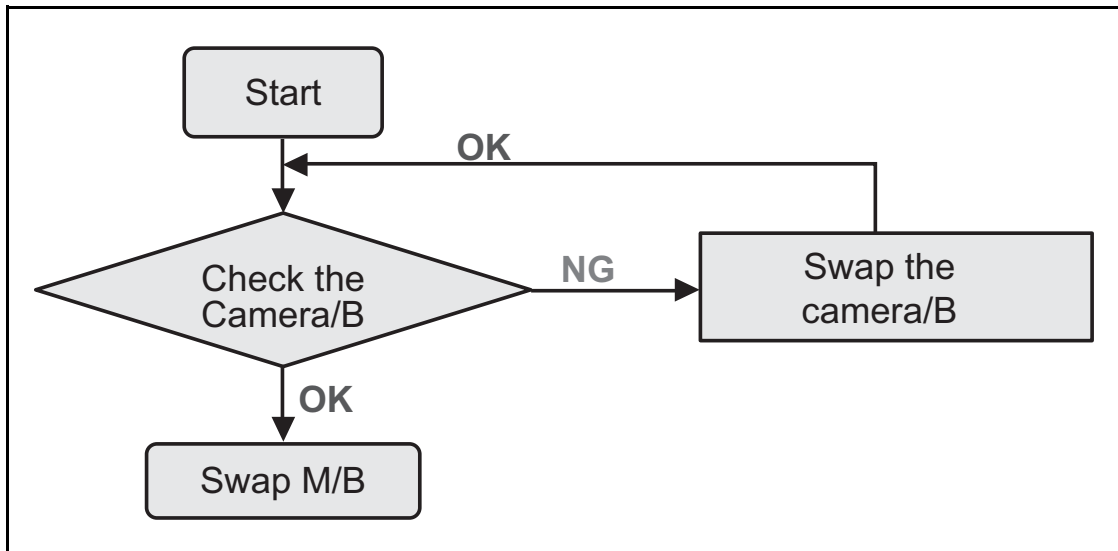 Start
OK
Check the
Camera/B
NG
Swap the
camera/B
OK
Swap M/B